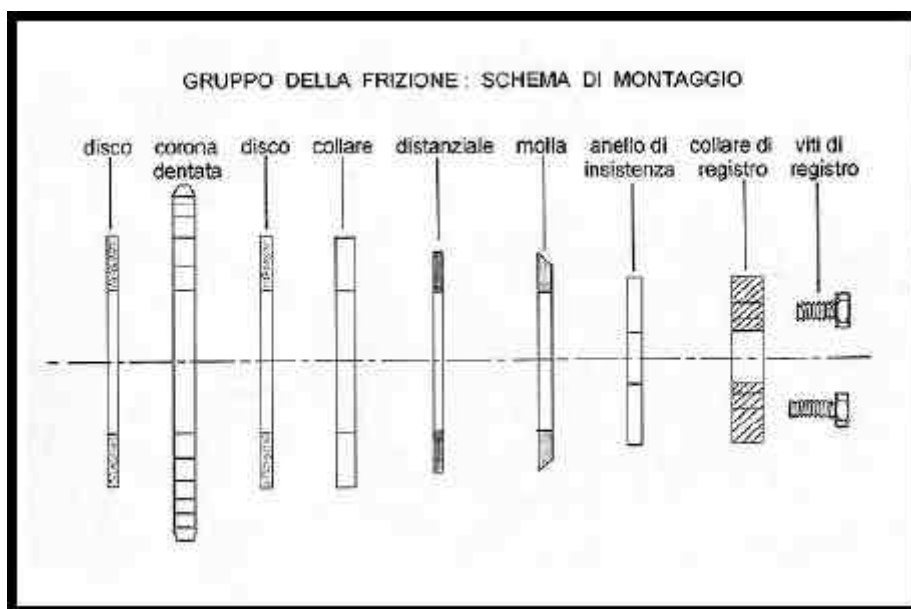 GRUPPO DELLA FRIZIONE : SCHEMA DI MONTAGGIO
disco corona dentata disco collare distanziale molla anello di insistenza collare di registro viti di registro